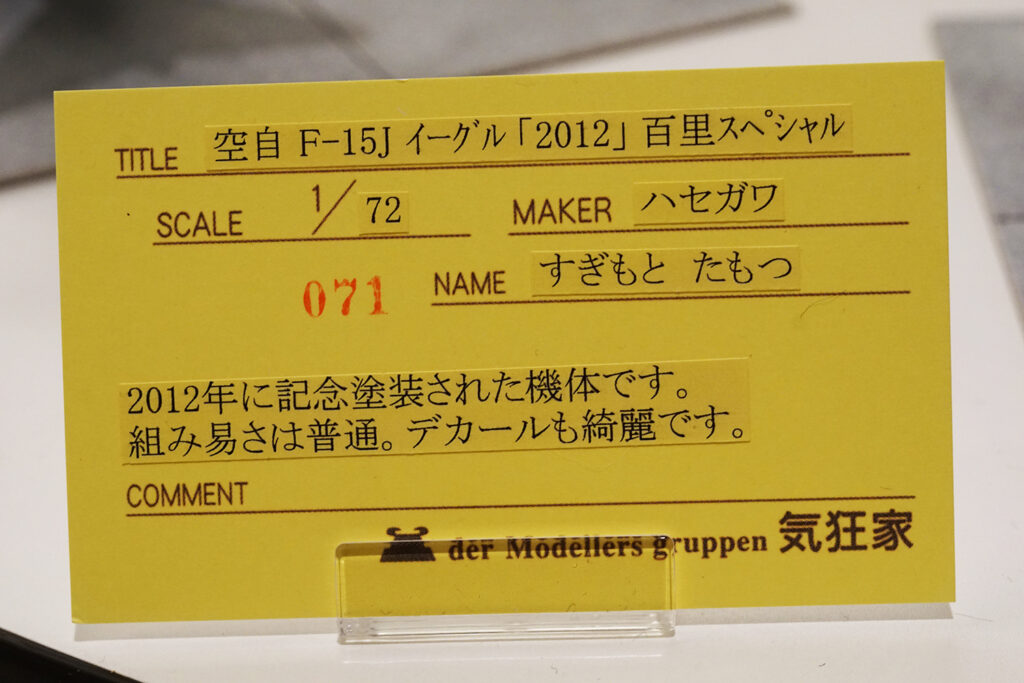 TITLE 空自 F-15J イーグル「2012」百里スペシャル
SCALE 1/72 MAKER ハセガワ
071 NAME すぎもと たもつ
2012年に記念塗装された機体です。
組み易さは普通。デカールも綺麗です。
COMMENT
der Modellers gruppen 気狂家